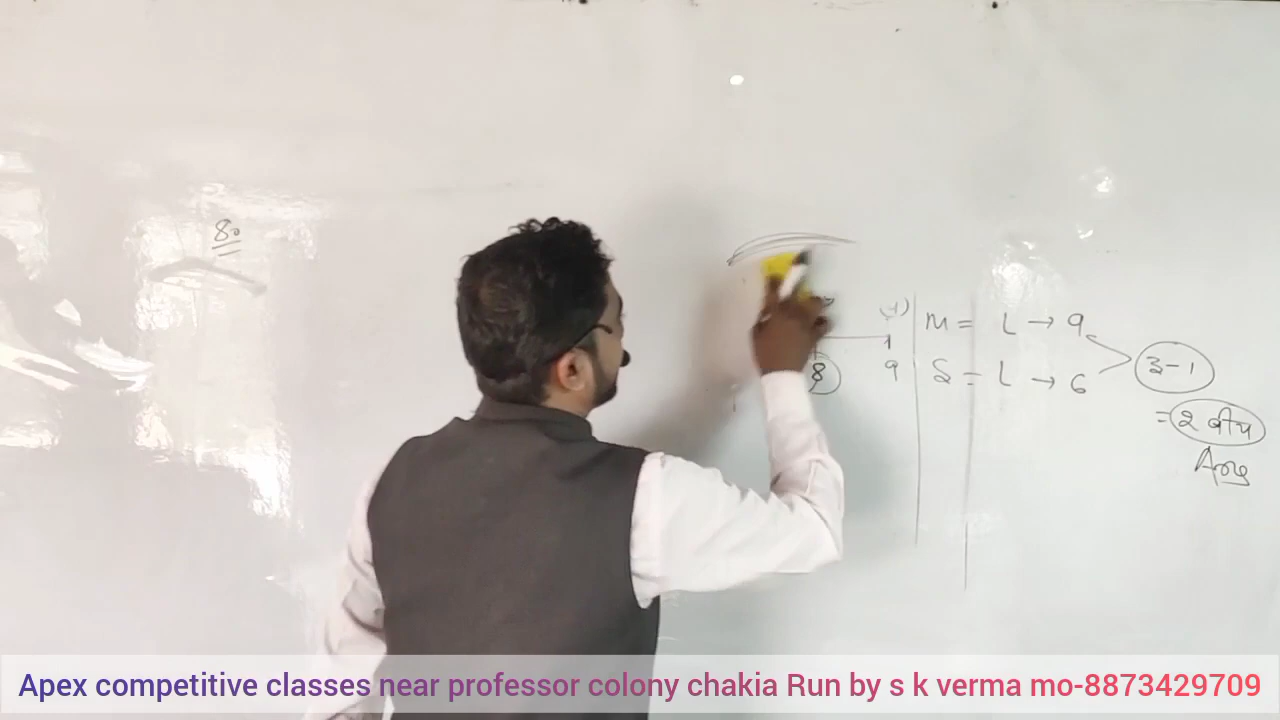 80
M = L → 9
8 9 S = L → 6 3-1
= 2 बीच
Ans
Apex competitive classes near professor colony chakia Run by s k verma mo-8873429709